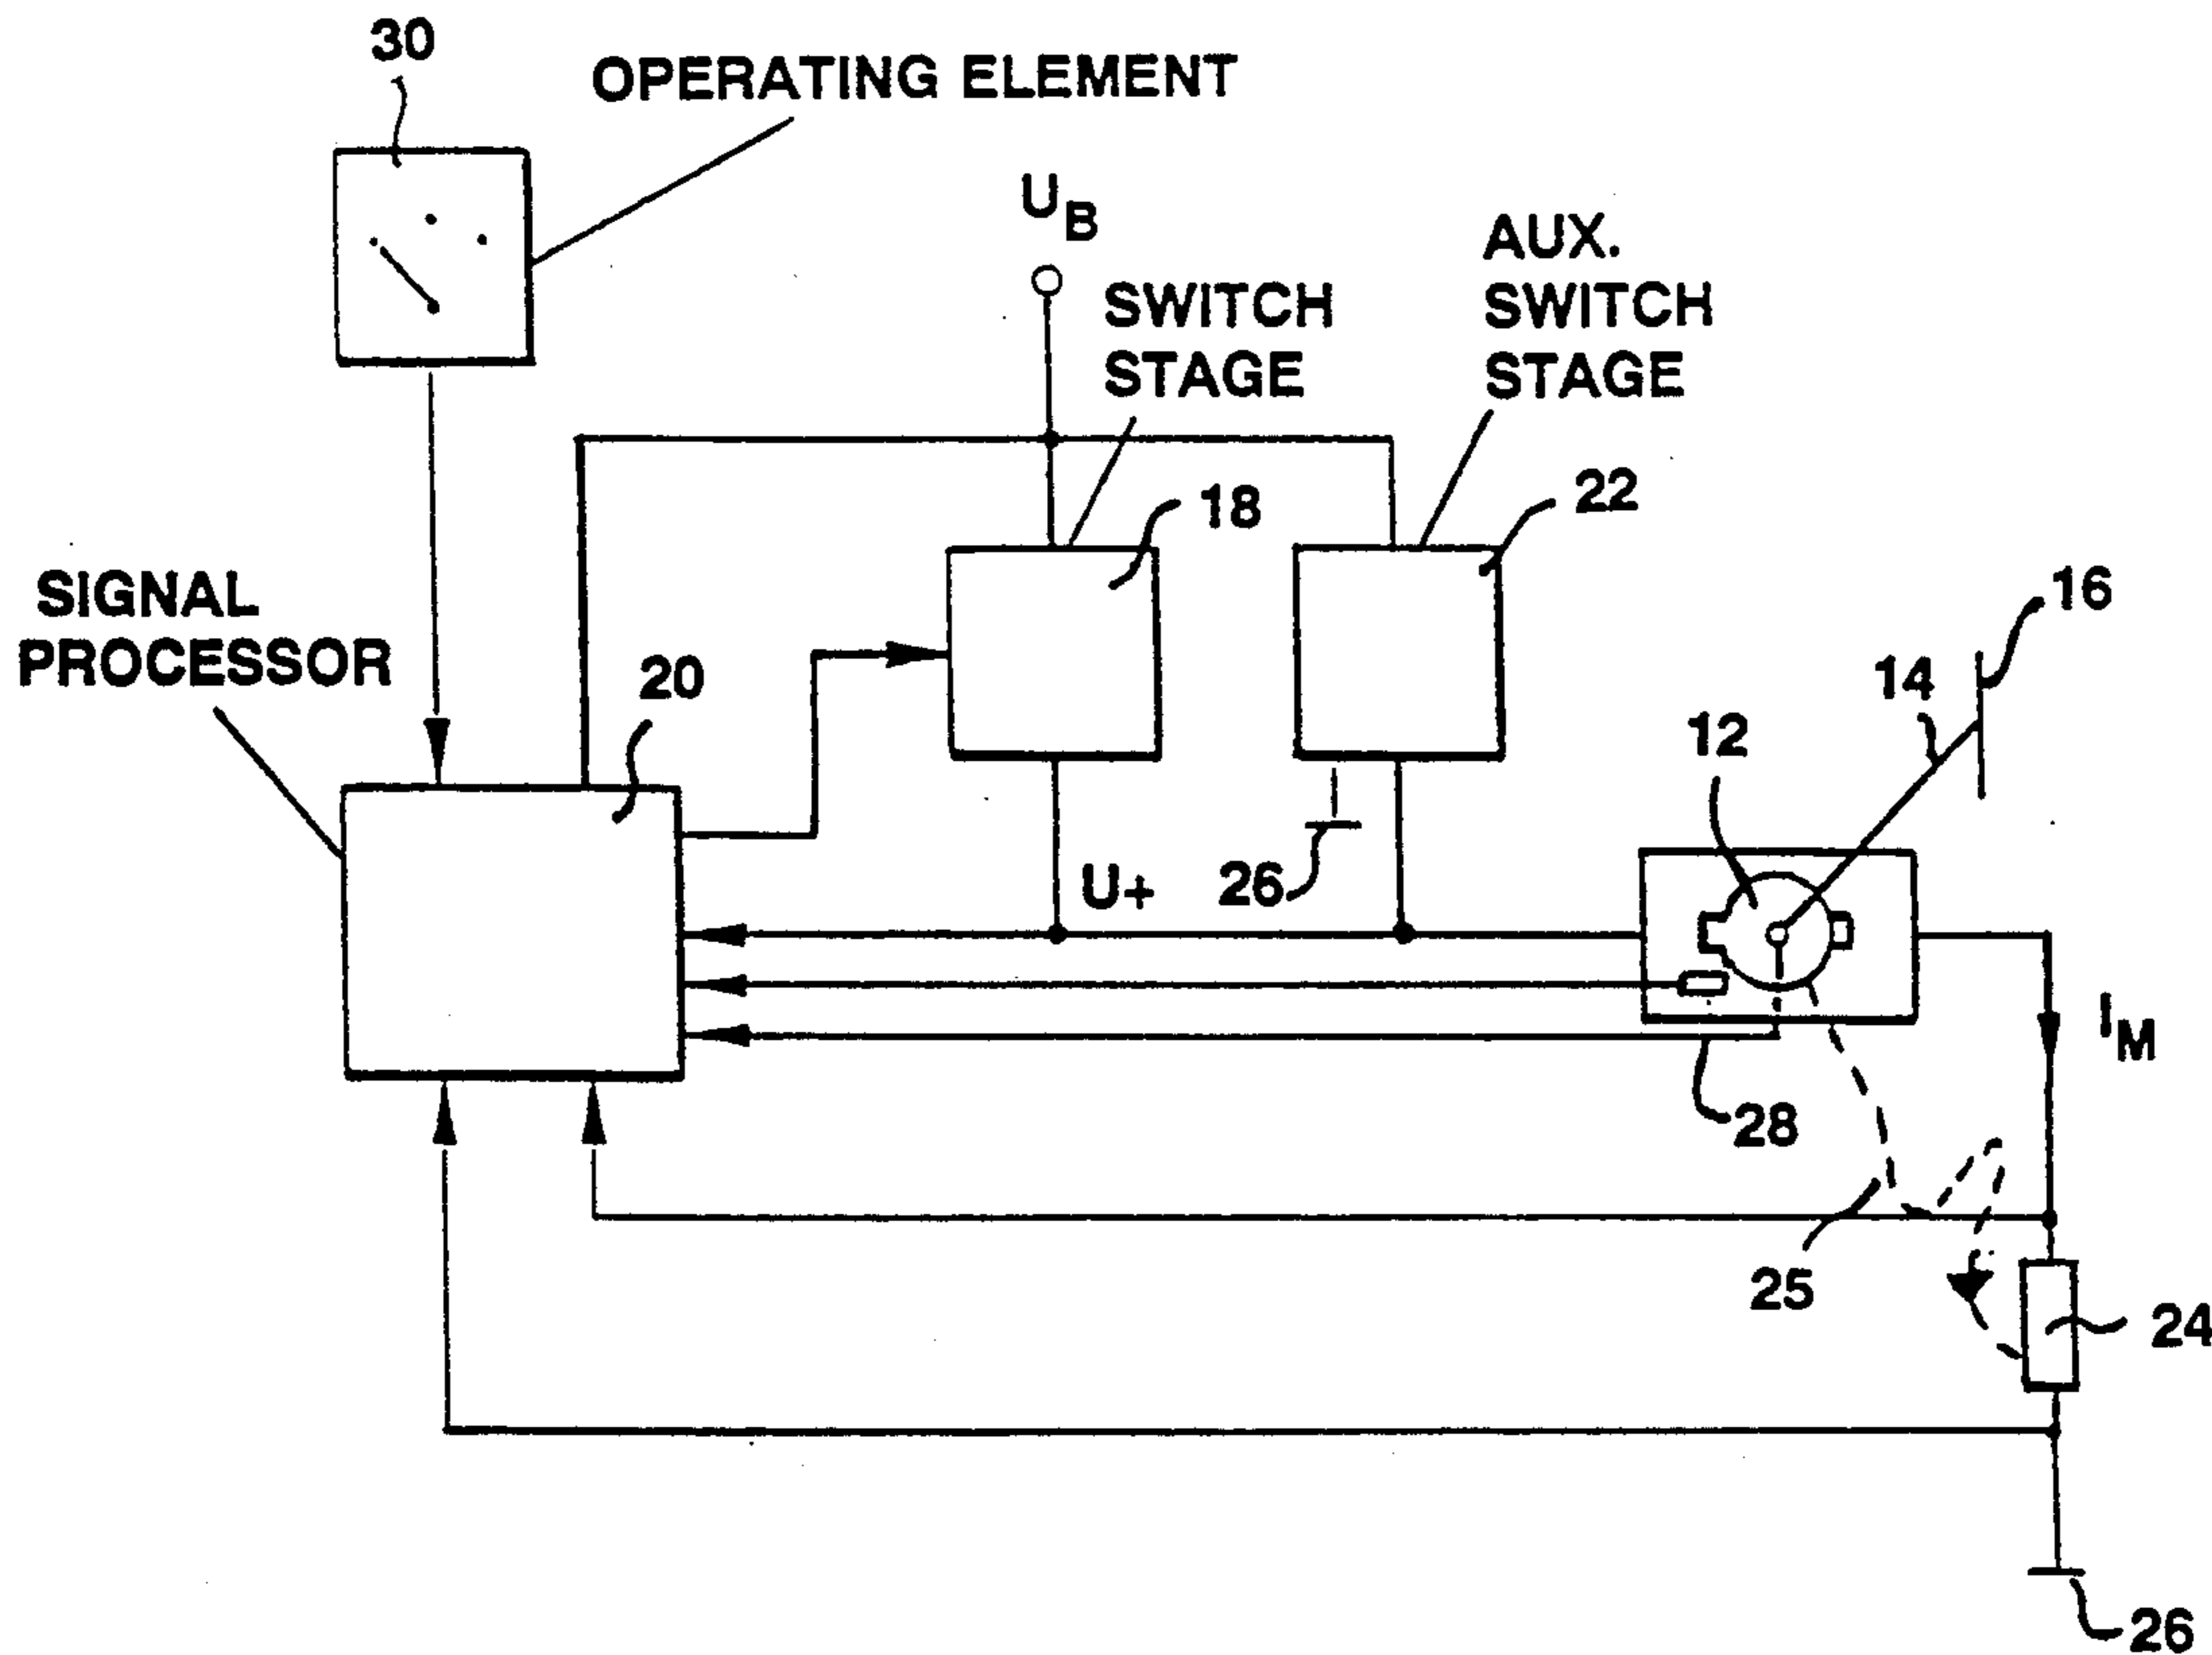 30
OPERATING ELEMENT
UB
AUX.
SWITCH
STAGE
SWITCH
STAGE
22
18
16
SIGNAL
PROCESSOR
20
14
12
26
U+
IM
28
25
24
26